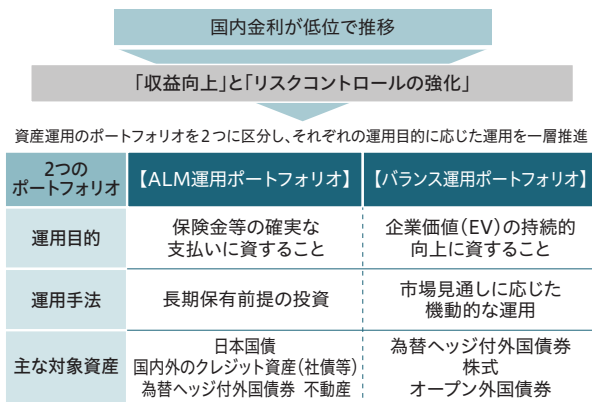 国内金利が低位で推移
「収益向上」と「リスクコントロールの強化」
資産運用のポートフォリオを2つに区分し、それぞれの運用目的に応じた運用を一層推進
2つの
ポートフォリオ
【ALM運用ポートフォリオ】
【バランス運用ポートフォリオ】
運用目的
保険金等の確実な
支払いに資すること
企業価値(EV)の持続的
向上に資すること
運用手法
長期保有前提の投資
市場見通しに応じた
機動的な運用
主な対象資産
日本国債
国内外のクレジット資産(社債等)
為替ヘッジ付外国債券 不動産
為替ヘッジ付外国債券
株式
オープン外国債券